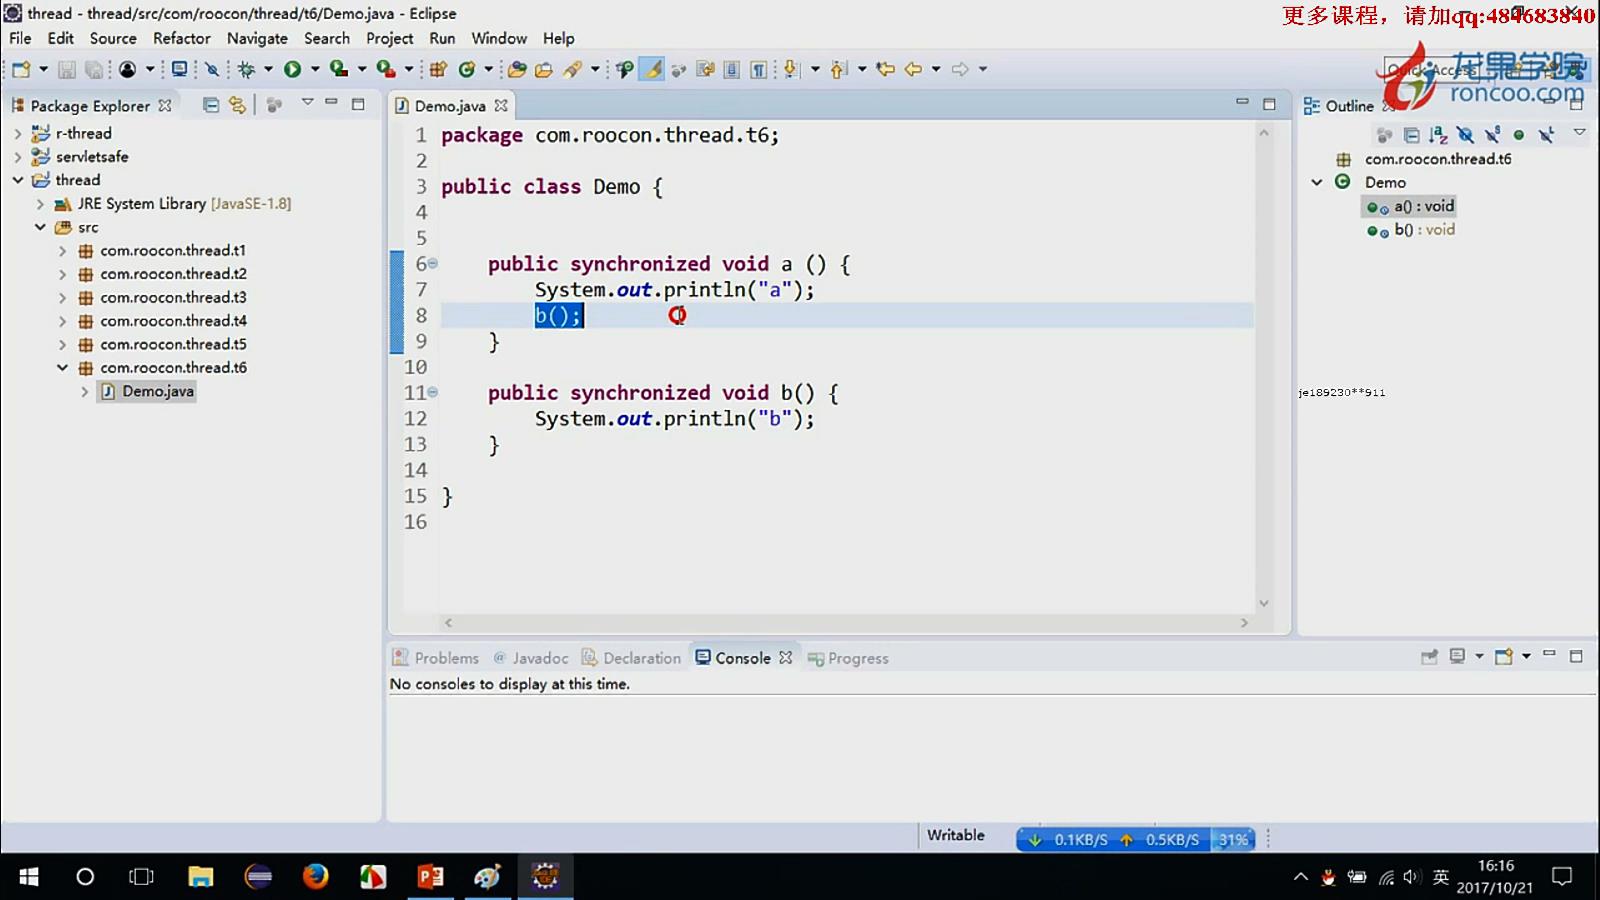 thread - thread/src/com/roocon/thread/t6/Demo.java - Eclipse
更多课程，请加qq:484683840
File Edit Source Refactor Navigate Search Project Run Window Help
Quick Access
龙果学院
roncoo.com
Package Explorer
r-thread
servletsafe
thread
JRE System Library [JavaSE-1.8]
src
com.roocon.thread.t1
com.roocon.thread.t2
com.roocon.thread.t3
com.roocon.thread.t4
com.roocon.thread.t5
com.roocon.thread.t6
Demo.java
Demo.java
1 package com.roocon.thread.t6;
2
3 public class Demo {
4
5
6 public synchronized void a () {
7 System.out.println("a");
8 b();
9 }
10
11 public synchronized void b() {
12 System.out.println("b");
13 }
14
15 }
16
Outline
com.roocon.thread.t6
Demo
a() : void
b() : void
je189230**911
Problems @ Javadoc Declaration Console Progress
No consoles to display at this time.
Writable
0.1KB/S 0.5KB/S 31%
英
16:16
2017/10/21